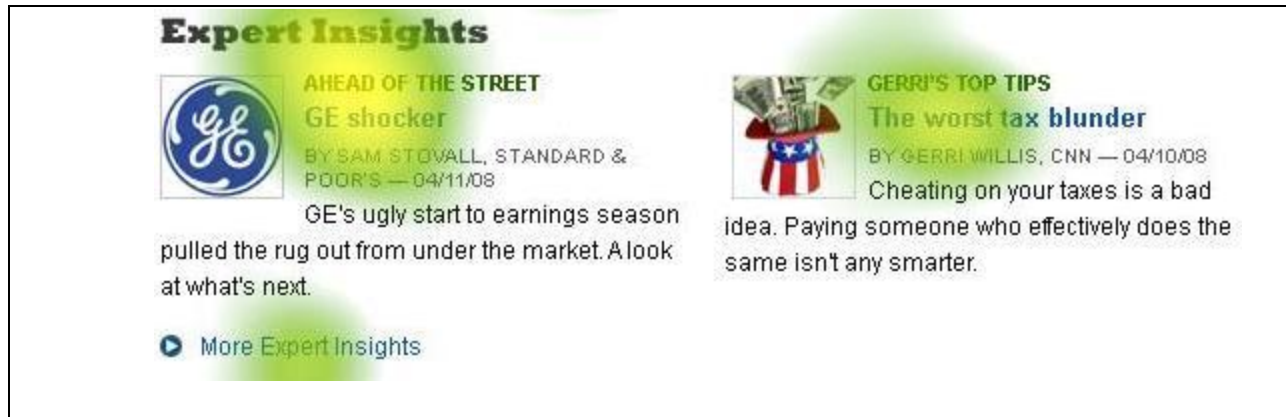 Expert Insights
AHEAD OF THE STREET
GE shocker
BY SAM STOVALL, STANDARD &
POOR'S — 04/11/08
GE's ugly start to earnings season
pulled the rug out from under the market. A look
at what's next.
More Expert Insights
GERRI'S TOP TIPS
The worst tax blunder
BY GERRI WILLIS, CNN — 04/10/08
Cheating on your taxes is a bad
idea. Paying someone who effectively does the
same isn't any smarter.